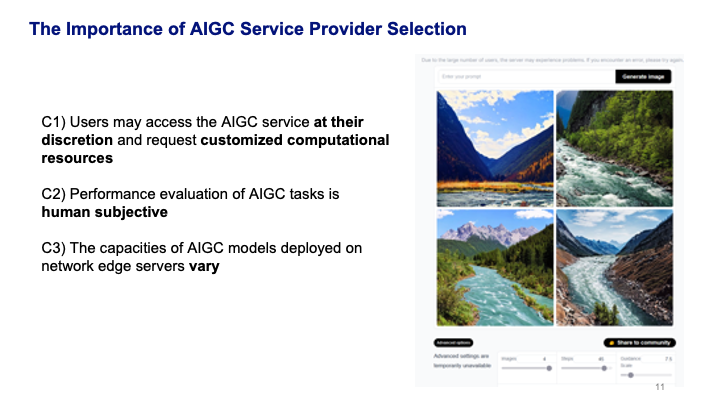 The Importance of AIGC Service Provider Selection
Due to the large number of users, the server may experience problems. If you encounter an error, please try again.
Enter your prompt
Generate Image
C1) Users may access the AIGC service at their
discretion and request customized computational
resources
C2) Performance evaluation of AIGC tasks is
human subjective
C3) The capacities of AIGC models deployed on
network edge servers vary
Advanced options
Share to community
Advanced settings are
temporarily unavailable
Images 4
Steps
Guidance
Scale
11